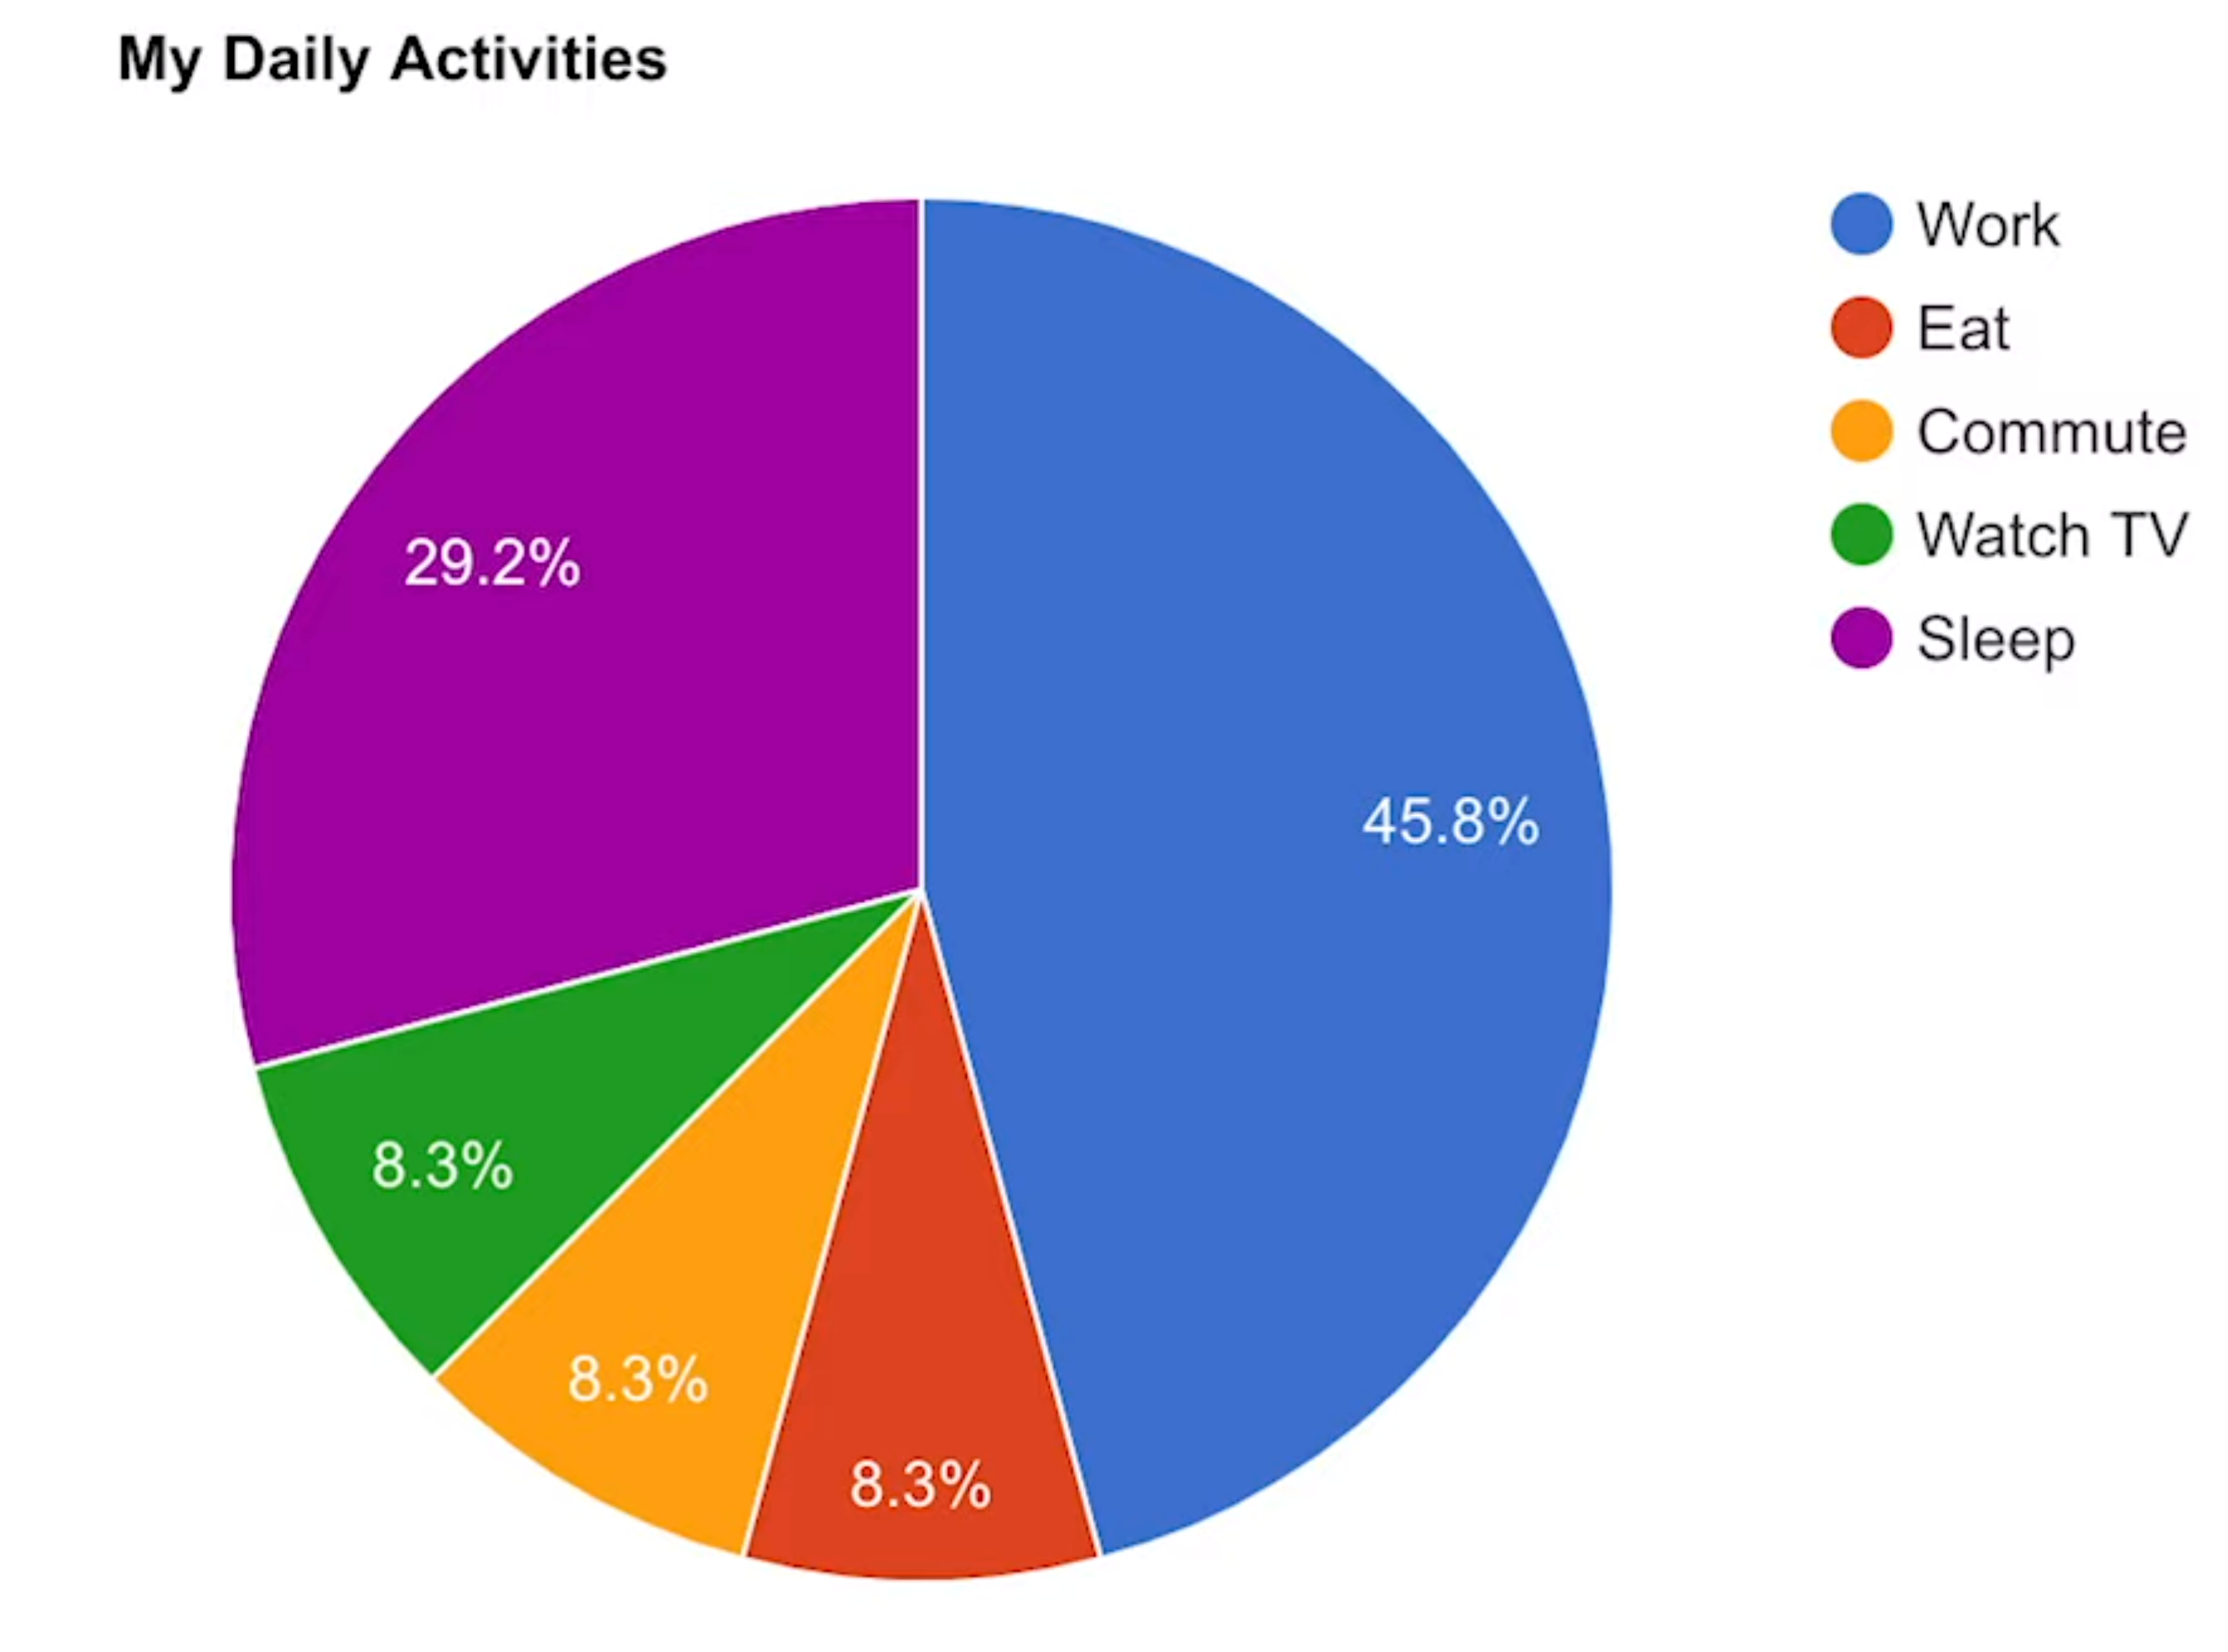 My Daily Activities
Work
Eat
Commute
Watch TV
Sleep
29.2%
45.8%
8.3%
8.3%
8.3%